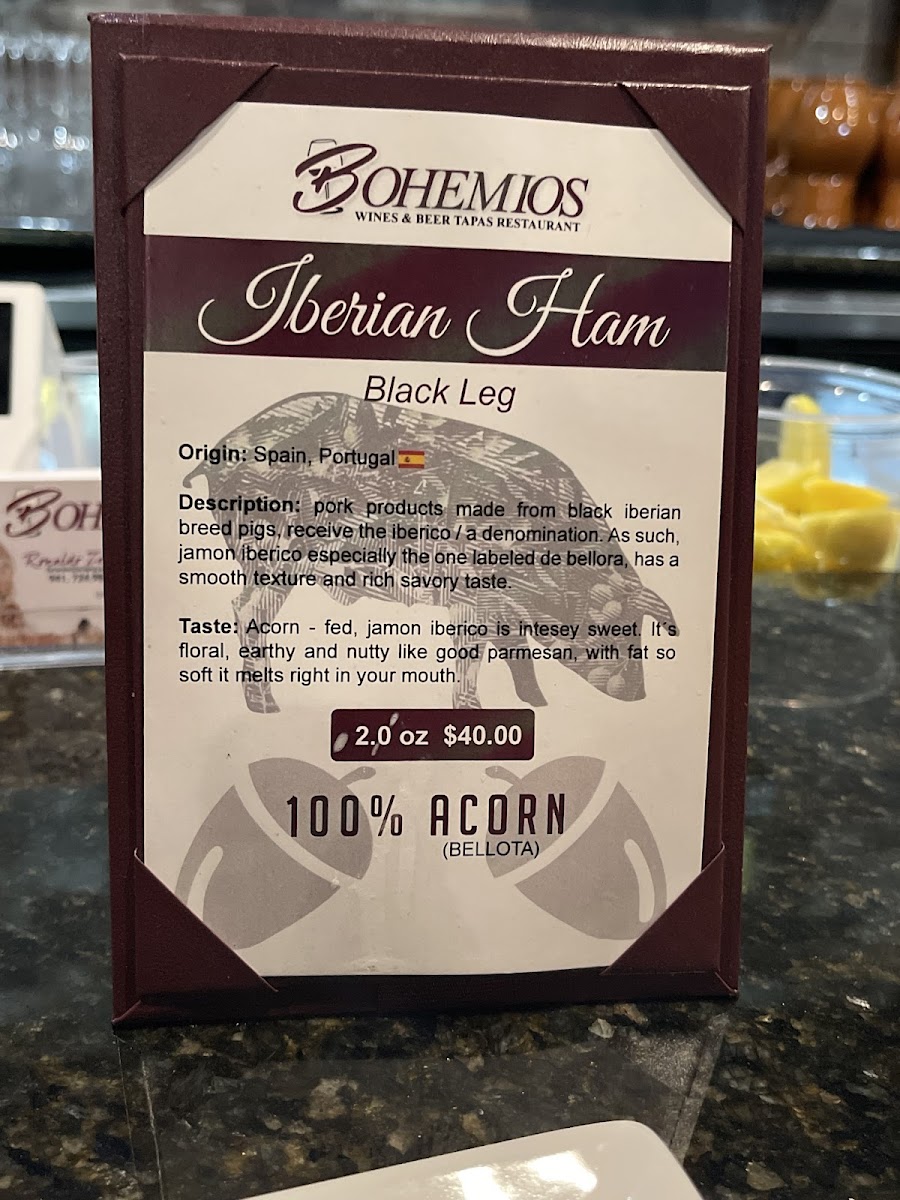 BOHEMIOS
WINES & BEER TAPAS RESTAURANT
Iberian Ham
Black Leg
Origin: Spain, Portugal
Description: pork products made from black iberian
breed pigs, receive the iberico / a denomination. As such,
jamon iberico especially the one labeled de bellora, has a
smooth texture and rich savory taste.
Taste: Acorn - fed, jamon iberico is intesey sweet. It´s
floral, earthy and nutty like good parmesan, with fat so
soft it melts right in your mouth.
2.0 oz $40.00
100% ACORN
(BELLOTA)
BOH